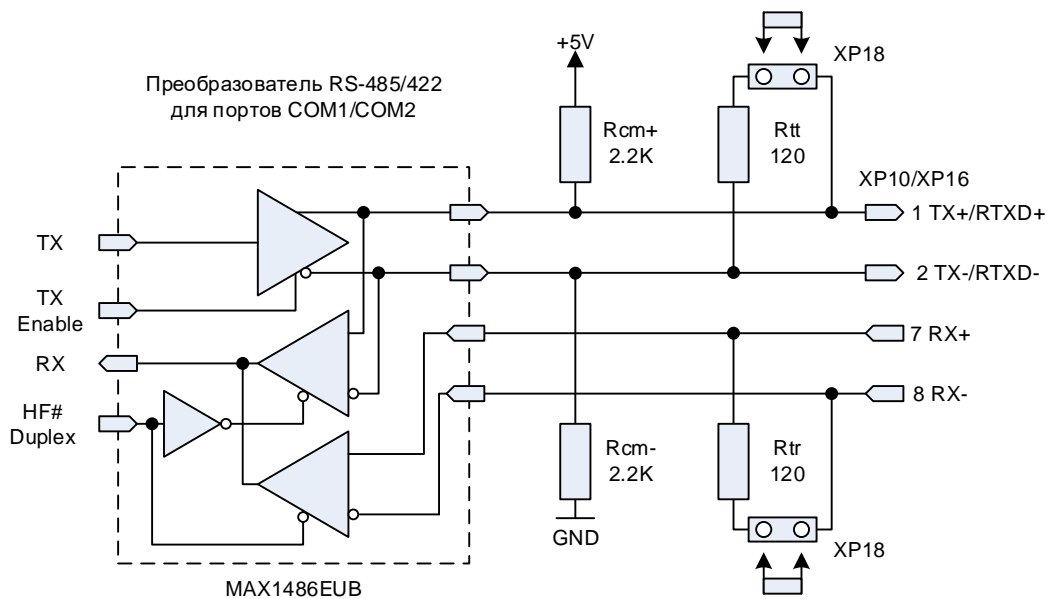 Преобразователь RS-485/422
для портов COM1/COM2
+5V
XP18
Rcm+
2.2K
Rtt
120
XP10/XP16
1 TX+/RTXD+
TX
2 TX-/RTXD-
TX
Enable
7 RX+
RX
8 RX-
HF#
Duplex
Rcm-
2.2K
Rtr
120
GND
XP18
MAX1486EUB